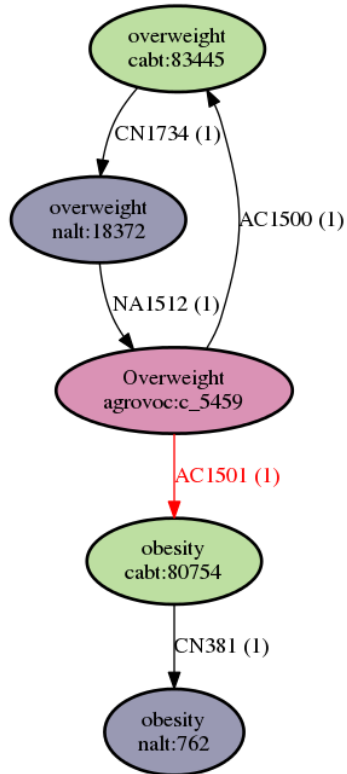 overweight
cabt:83445
CN1734 (1)
overweight
nalt:18372
AC1500 (1)
NA1512 (1)
Overweight
agrovoc:c_5459
AC1501 (1)
obesity
cabt:80754
CN381 (1)
obesity
nalt:762